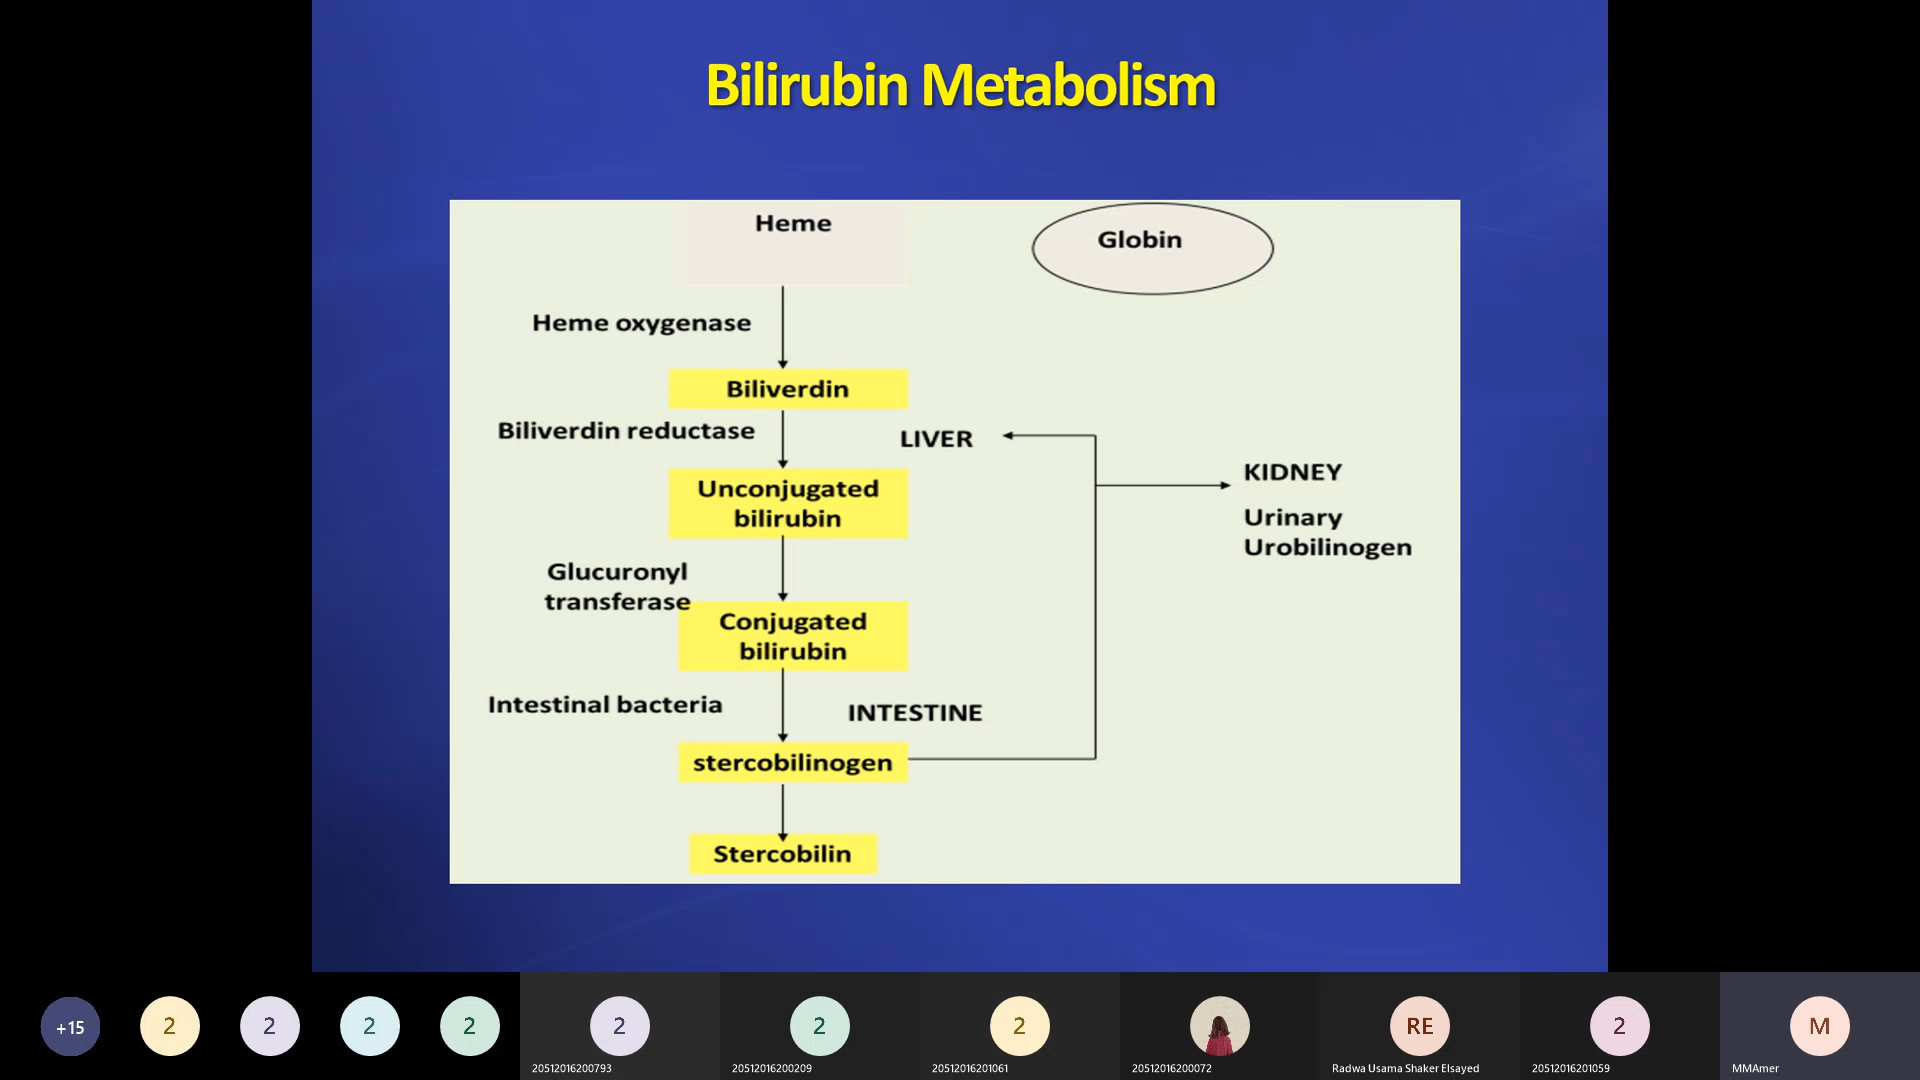 Bilirubin Metabolism
Heme
Globin
Heme oxygenase
Biliverdin
Biliverdin reductase
LIVER
KIDNEY
Unconjugated
bilirubin
Urinary
Urobilinogen
Glucuronyl
transferase
Conjugated
bilirubin
Intestinal bacteria
INTESTINE
stercobilinogen
Stercobilin
+15
2
2
2
2
2
20512016200793
2
20512016200209
2
20512016201061
20512016200072
RE
Radwa Usama Shaker Elsayed
2
20512016201059
M
MMAmer